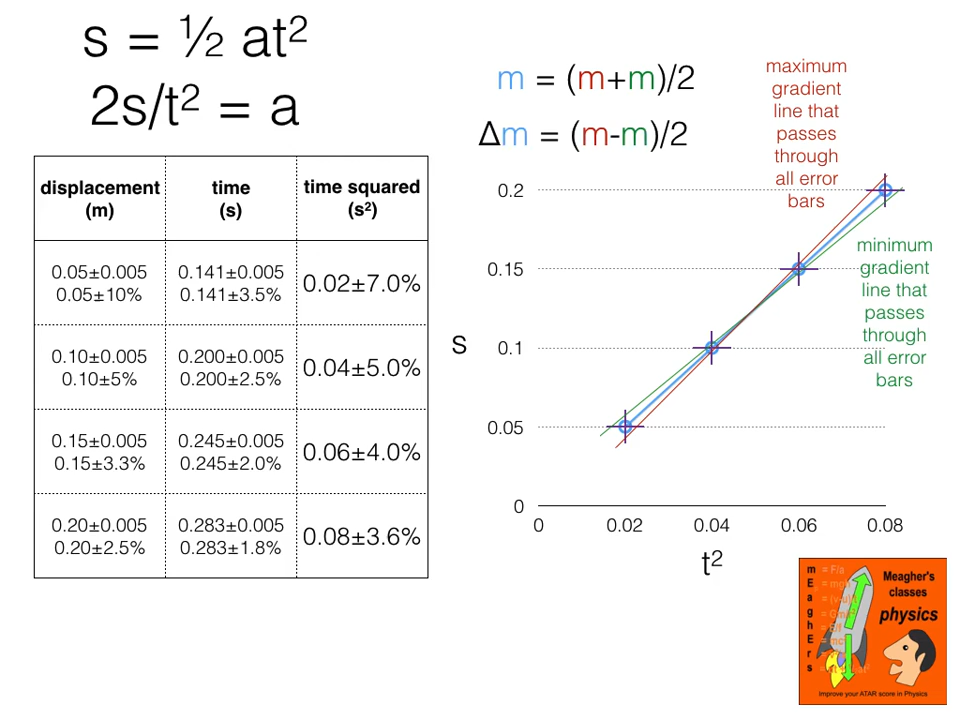 s = ½ at²
2s/t² = a
m = (m+m)/2
Δm = (m-m)/2
maximum
gradient
line that
passes
through
all error
bars
minimum
gradient
line that
passes
through
all error
bars
displacement
(m)
time
(s)
time squared
(s²)
0.05±0.005
0.05±10%
0.141±0.005
0.141±3.5%
0.02±7.0%
0.10±0.005
0.10±5%
0.200±0.005
0.200±2.5%
0.04±5.0%
0.15±0.005
0.15±3.3%
0.245±0.005
0.245±2.0%
0.06±4.0%
0.20±0.005
0.20±2.5%
0.283±0.005
0.283±1.8%
0.08±3.6%
0.2
0.15
s
0.1
0.05
0
0
0.02
0.04
0.06
0.08
t²
mEaghErs
= F/a
Meagher's
classes
physics
Improve your ATAR score in Physics